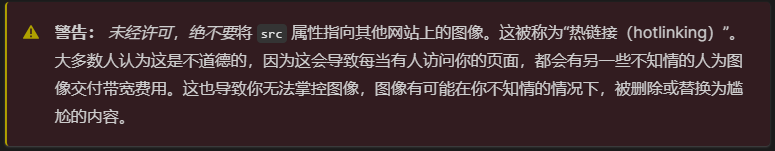 警告： 未经许可，绝不要将 src 属性指向其他网站上的图像。这被称为“热链接（hotlinking）”。
大多数人认为这是不道德的，因为这会导致每当有人访问你的页面，都会有另一些不知情的人为图
像交付带宽费用。这也导致你无法掌控图像，图像有可能在你不知情的情况下，被删除或替换为尴
尬的内容。